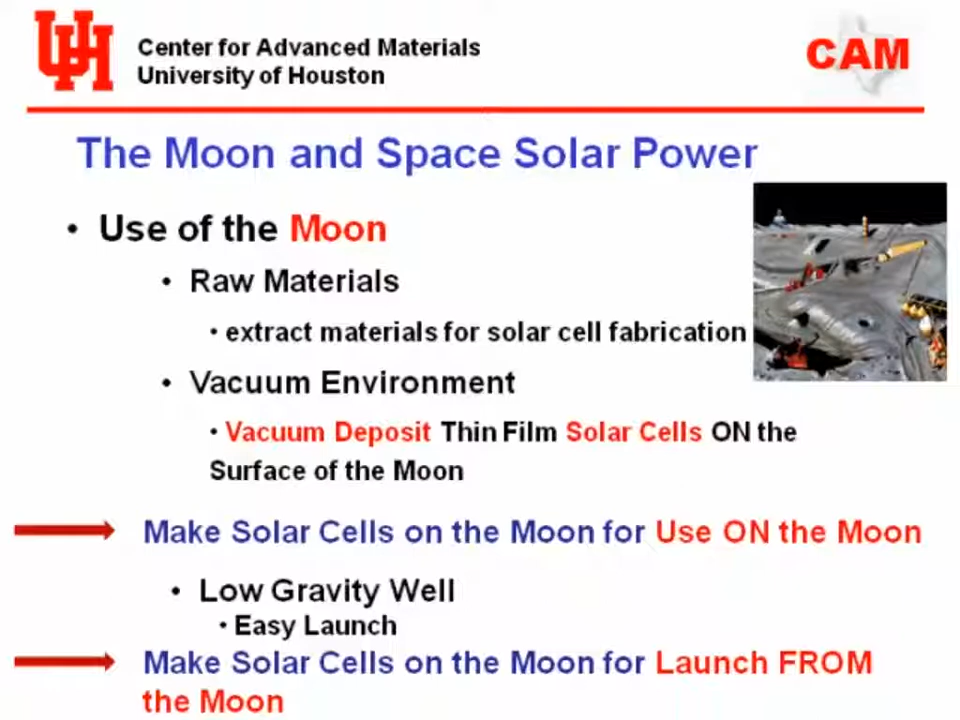 UH
Center for Advanced Materials
University of Houston
CAM
The Moon and Space Solar Power
• Use of the Moon
• Raw Materials
• extract materials for solar cell fabrication
• Vacuum Environment
• Vacuum Deposit Thin Film Solar Cells ON the
Surface of the Moon
Make Solar Cells on the Moon for Use ON the Moon
• Low Gravity Well
• Easy Launch
Make Solar Cells on the Moon for Launch FROM
the Moon